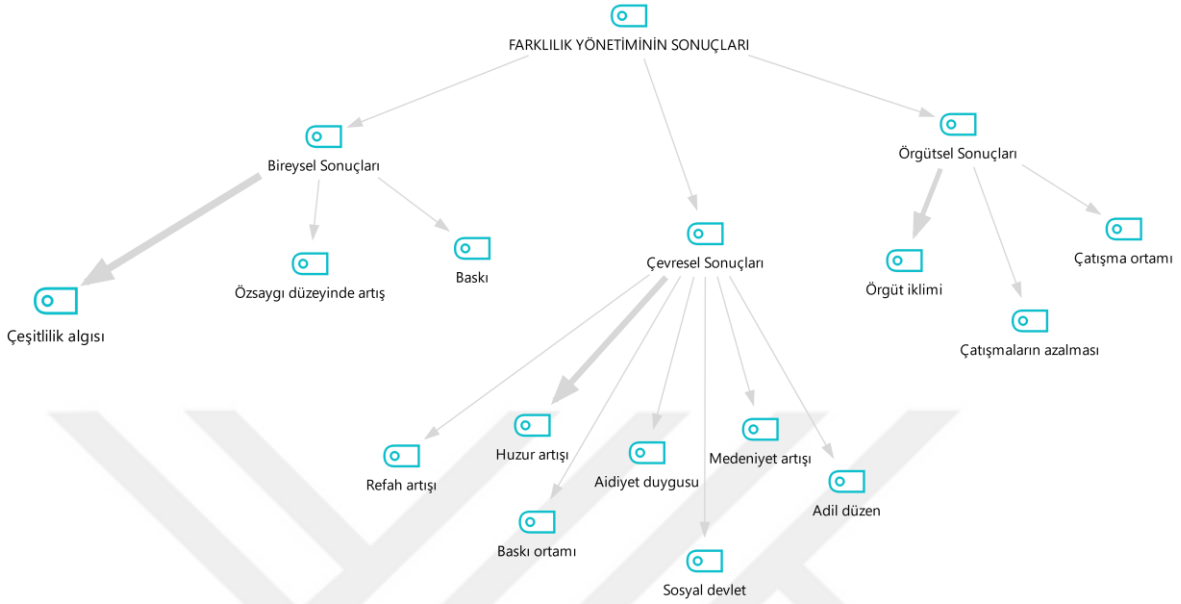 FARKLILIK YÖNETİMİNİN SONUÇLARI
Bireysel Sonuçları
Örgütsel Sonuçları
Çevresel Sonuçları
Çeşitlilik algısı
Özsaygı düzeyinde artış
Baskı
Örgüt iklimi
Çatışmaların azalması
Çatışma ortamı
Refah artışı
Huzur artışı
Baskı ortamı
Aidiyet duygusu
Sosyal devlet
Medeniyet artışı
Adil düzen